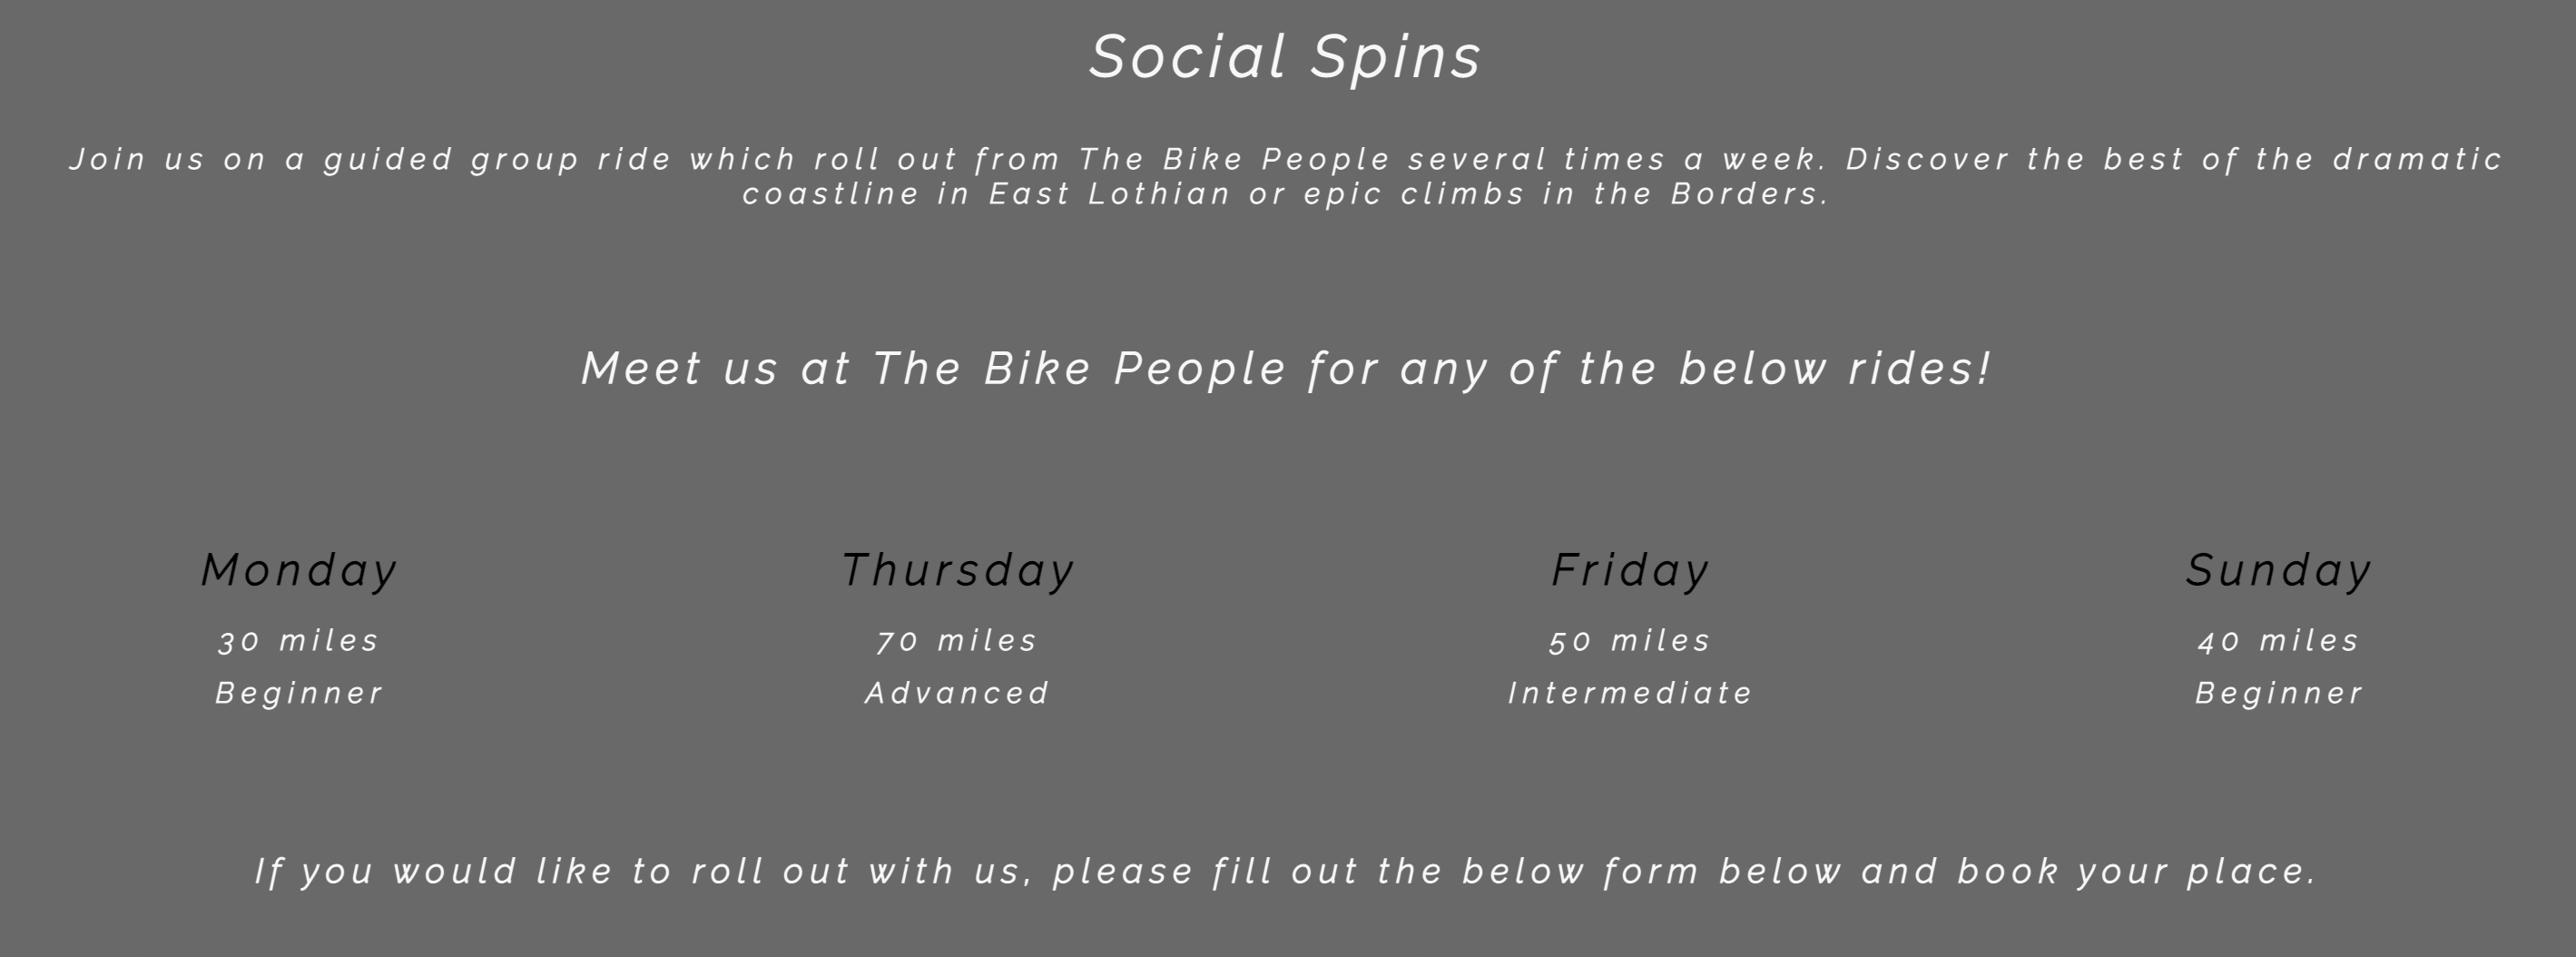 Social Spins
Join us on a guided group ride which roll out from The Bike People several times a week. Discover the best of the dramatic
coastline in East Lothian or epic climbs in the Borders.
Meet us at The Bike People for any of the below rides!
Monday
30 miles
Beginner
Thursday
70 miles
Advanced
Friday
50 miles
Intermediate
Sunday
40 miles
Beginner
If you would like to roll out with us, please fill out the below form below and book your place.